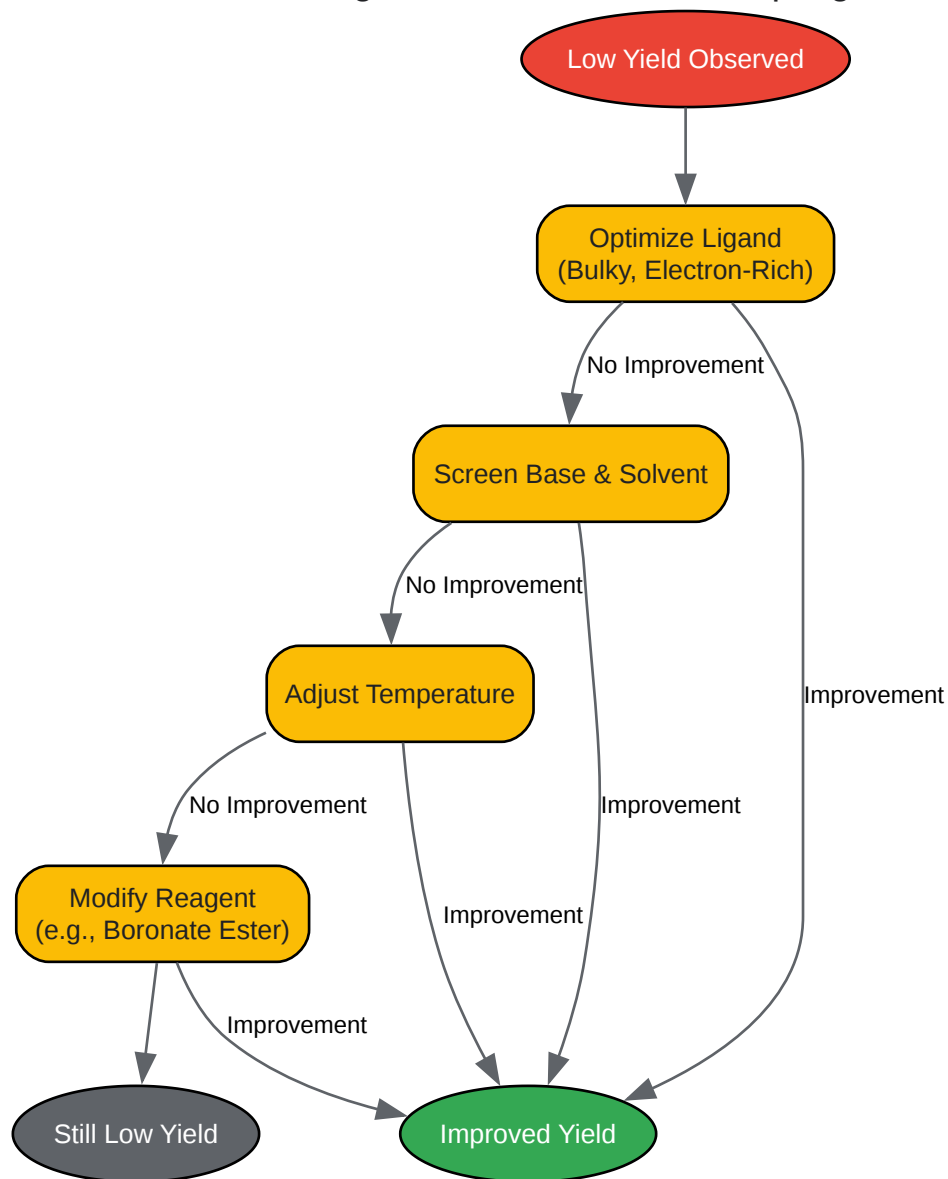 Low Yield Observed
Optimize Ligand
(Bulky, Electron-Rich)
No Improvement
Screen Base & Solvent
No Improvement
Adjust Temperature
Improvement
No Improvement
Improvement
Modify Reagent
(e.g., Boronate Ester)
Improvement
Improvement
Still Low Yield
Improved Yield